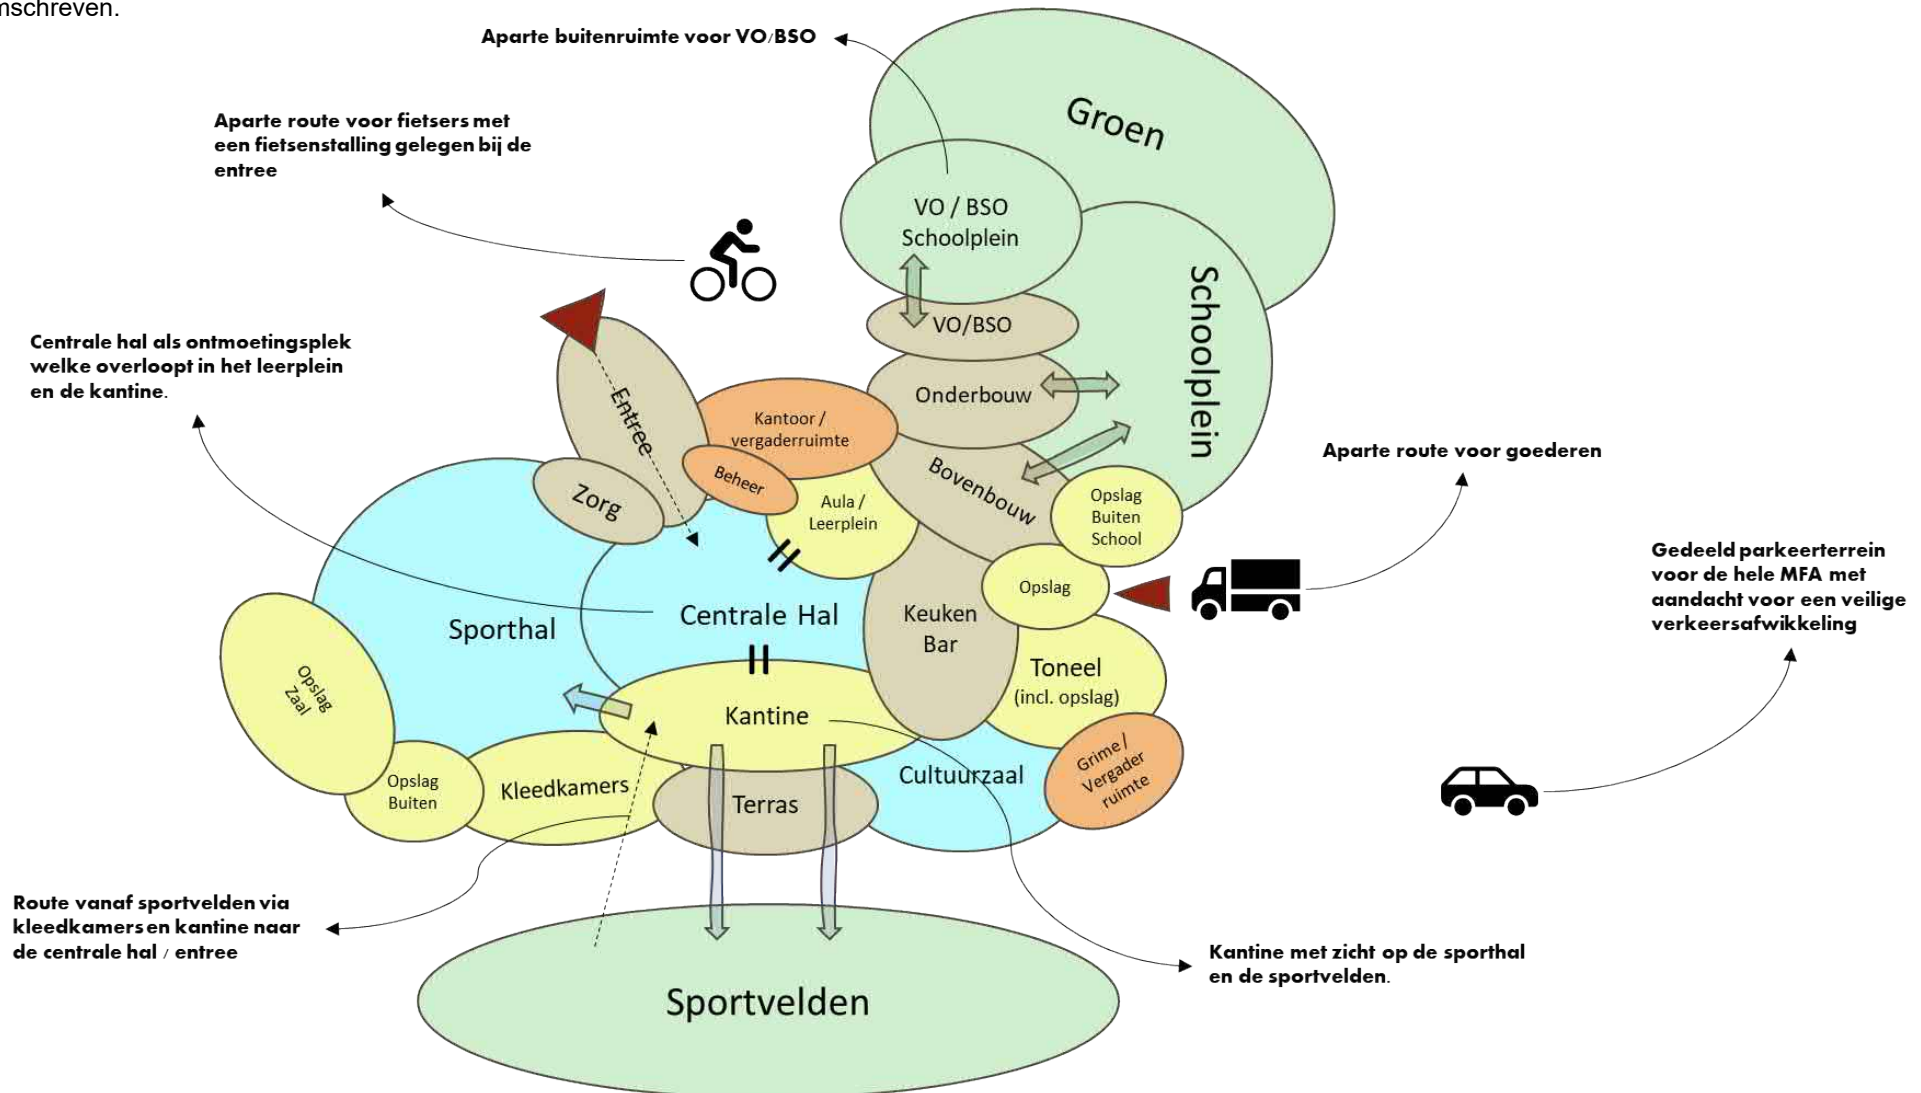 mschreven.
Aparte buitenruimte voor VO/BSO
Groen
Aparte route voor fietsers met
een fietsenstalling gelegen bij de
entree
VO / BSO
Schoolplein
Schoolplein
VO/BSO
Centrale hal als ontmoetingsplek
welke overloopt in het leerplein
en de kantine.
Onderbouw
Entree
Kantoor /
vergaderruimte
Beheer
Bovenbouw
Aparte route voor goederen
Zorg
Aula /
Leerplein
Opslag
Buiten
School
Gedeeld parkeerterrein
voor de hele MFA met
aandacht voor een veilige
verkeersafwikkeling
Opslag
Sporthal
Centrale Hal
Keuken
Bar
Opslag
Zaal
Toneel
(incl. opslag)
Kantine
Grime /
Vergader
ruimte
Opslag
Buiten
Kleedkamers
Terras
Cultuurzaal
Route vanaf sportvelden via
kleedkamers en kantine naar
de centrale hal / entree
Kantine met zicht op de sporthal
en de sportvelden.
Sportvelden